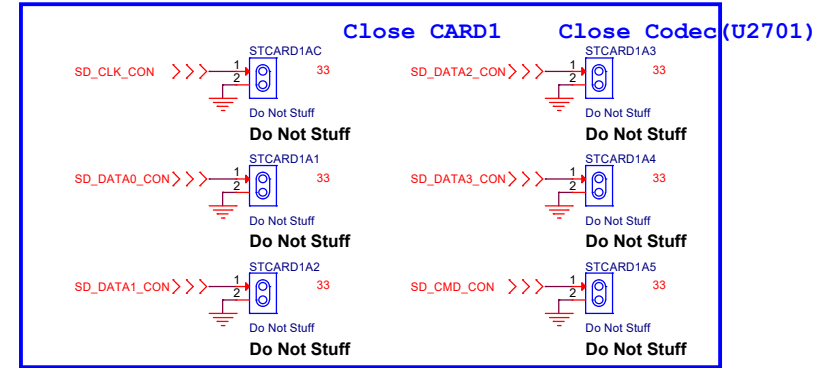 Close CARD1 Close Codec(U2701)
STCARD1AC
SD_CLK_CON
1
2
33
Do Not Stuff
Do Not Stuff
STCARD1A3
SD_DATA2_CON
1
2
33
Do Not Stuff
Do Not Stuff
STCARD1A1
SD_DATA0_CON
1
2
33
Do Not Stuff
Do Not Stuff
STCARD1A4
SD_DATA3_CON
1
2
33
Do Not Stuff
Do Not Stuff
STCARD1A2
SD_DATA1_CON
1
2
33
Do Not Stuff
Do Not Stuff
STCARD1A5
SD_CMD_CON
1
2
33
Do Not Stuff
Do Not Stuff